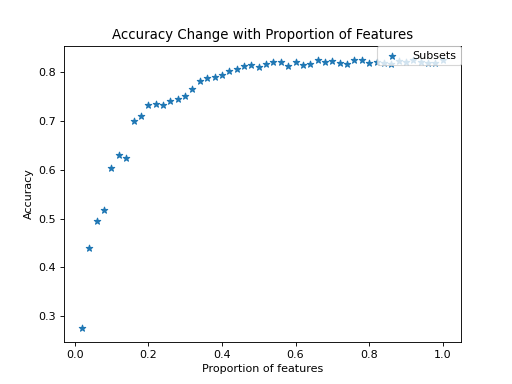 Accuracy Change with Proportion of Features
Subsets
0.8
0.7
0.6
0.5
0.4
0.3
Accuracy
0.0 0.2 0.4 0.6 0.8 1.0
Proportion of features